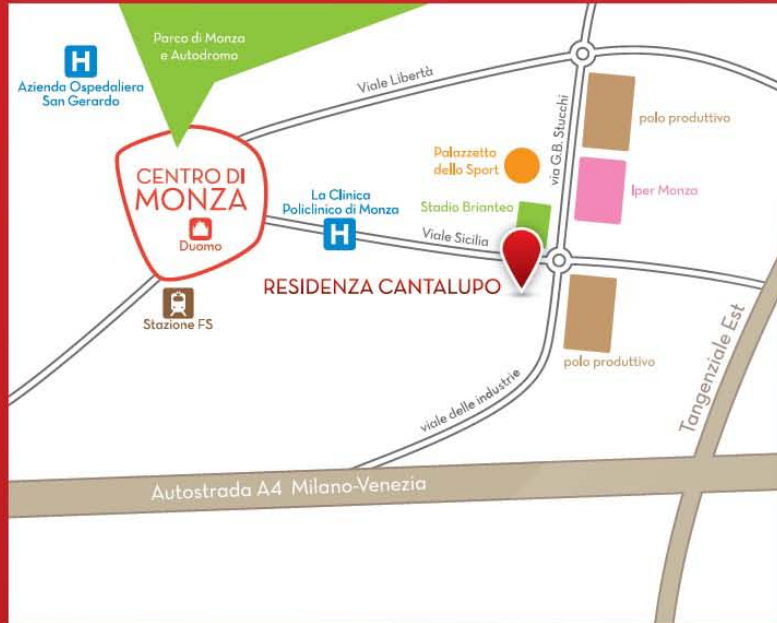 Parco di Monza
e Autodromo
H
Azienda Ospedaliera
San Gerardo
Viale Libertà
polo produttivo
via G.B. Stucchi
Palazzetto
dello Sport
CENTRO DI
MONZA
Duomo
La Clinica
Policlinico di Monza
H
Iper Monza
Stadio Brianteo
Viale Sicilia
RESIDENZA CANTALUPO
Stazione FS
polo produttivo
viale delle industrie
Tangenziale Est
Autostrada A4 Milano-Venezia